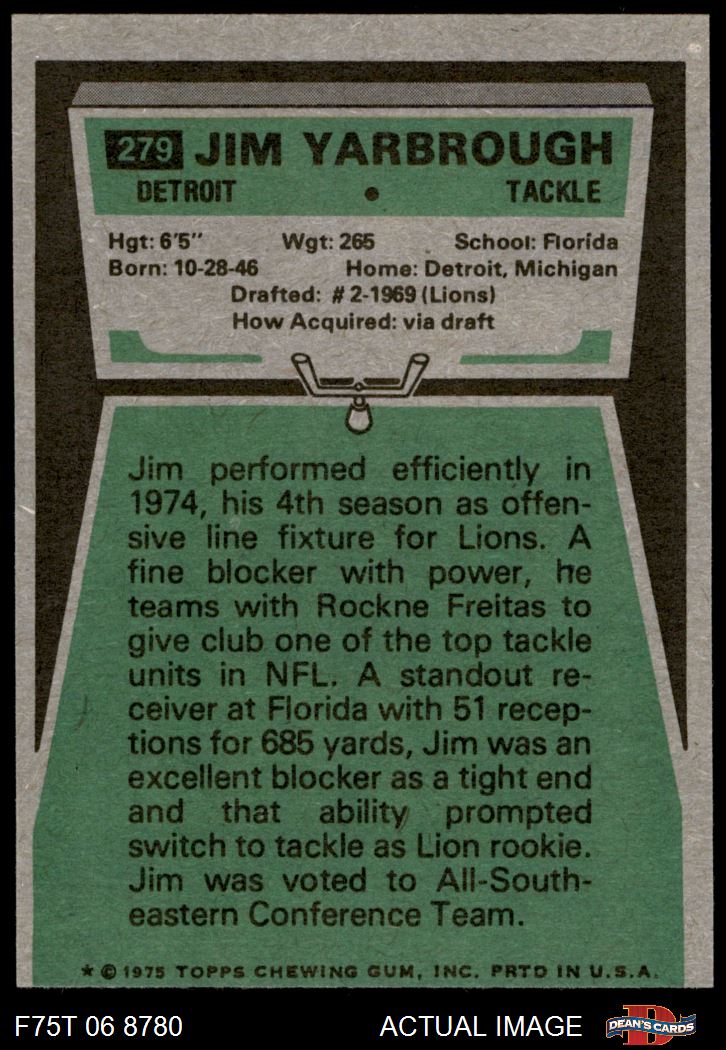 279 JIM YARBROUGH
DETROIT • TACKLE
Hgt: 6'5" Wgt: 265 School: Florida
Born: 10-28-46 Home: Detroit, Michigan
Drafted: # 2-1969 (Lions)
How Acquired: via draft
Jim performed efficiently in
1974, his 4th season as offen-
sive line fixture for Lions. A
fine blocker with power, he
teams with Rockne Freitas to
give club one of the top tackle
units in NFL. A standout re-
ceiver at Florida with 51 recep-
tions for 685 yards, Jim was an
excellent blocker as a tight end
and that ability prompted
switch to tackle as Lion rookie.
Jim was voted to All-South-
eastern Conference Team.
★ © 1975 TOPPS CHEWING GUM, INC. PRTD IN U.S.A.
F75T 06 8780 ACTUAL IMAGE D DEAN'S CARDS